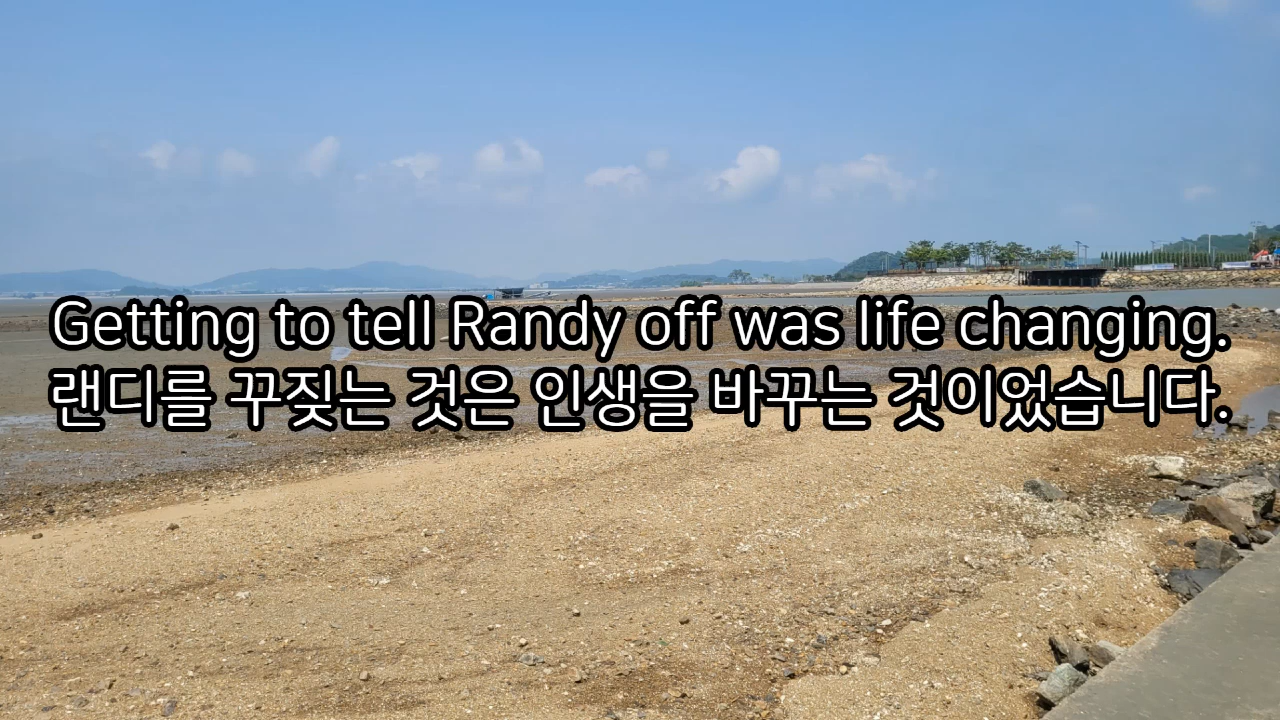 Getting to tell Randy off was life changing.
랜디를 꾸짖는 것은 인생을 바꾸는 것이었습니다.